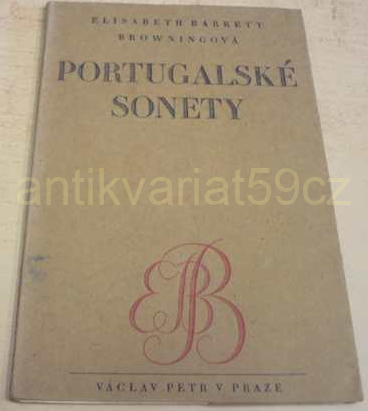 ELISABETH BARRETT
BROWNINGOVÁ
PORTUGALSKÉ
SONETY
antikvariat59cz
EBB
VÁCLAV PETR V PRAZE